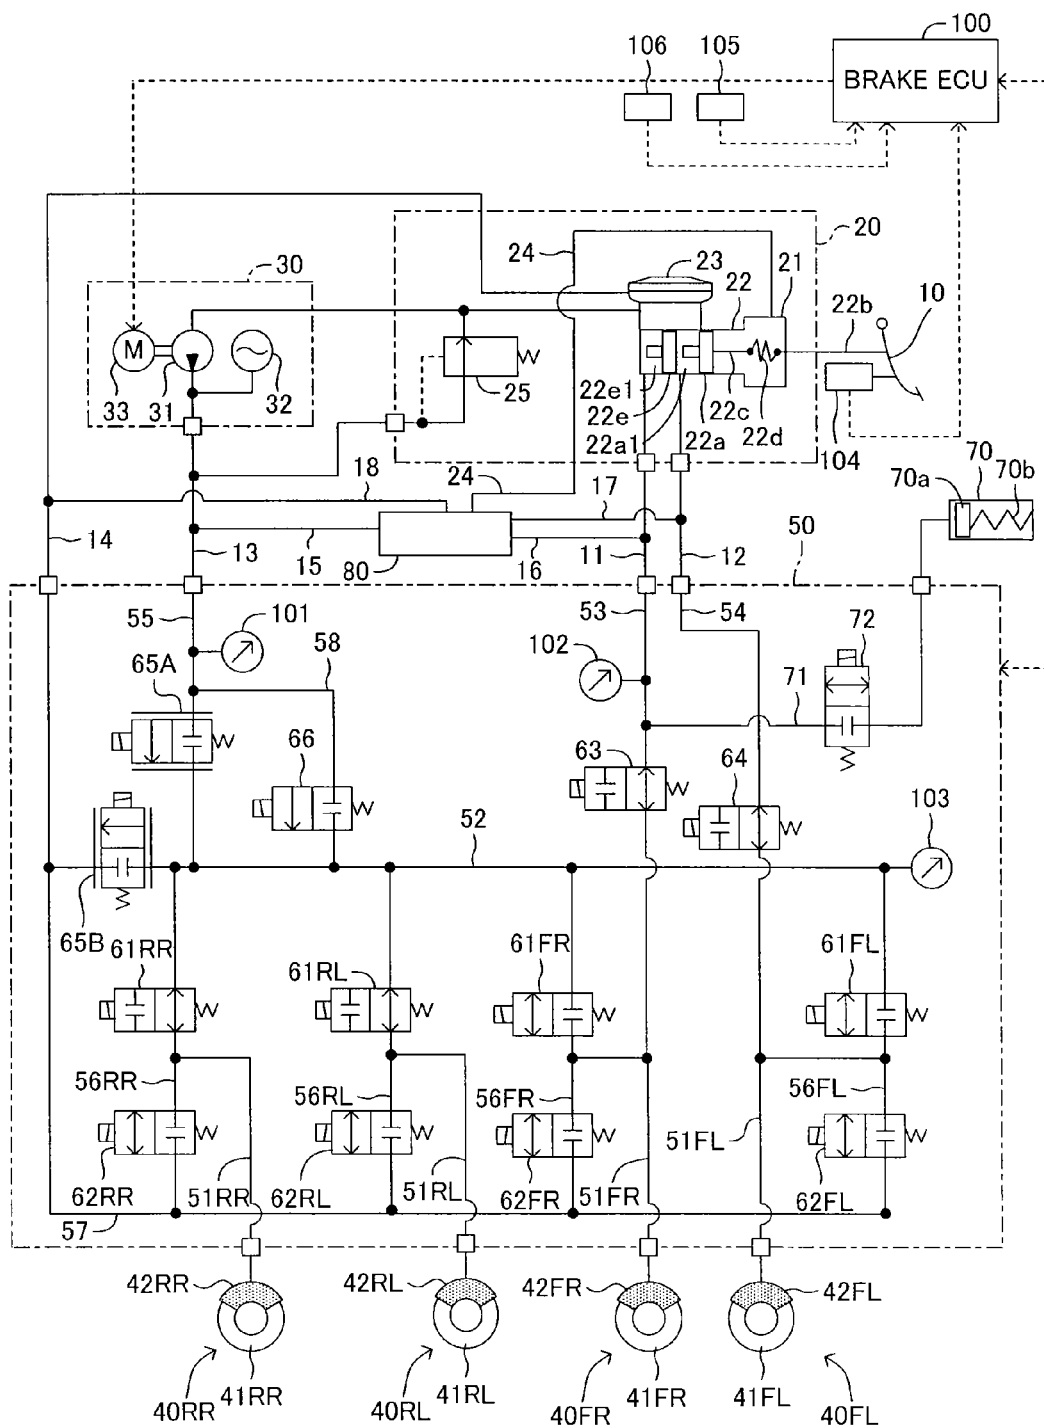 106
105
100
BRAKE ECU
20
24
23
21
30
22
10
22b
M
33
31
32
25
22e1
22e
22c
22d
22a1
22a
104
70
70a
70b
18
24
17
14
13
15
80
16
11
12
50
55
101
53
54
72
58
102
65A
71
66
63
64
103
52
65B
61RR
61RL
61FR
61FL
56RR
56RL
56FR
56FL
51FL
62RR
51RR
62RL
51RL
62FR
51FR
62FL
57
42RR
42RL
42FR
42FL
41RR
41RL
41FR
41FL
40RR
40RL
40FR
40FL